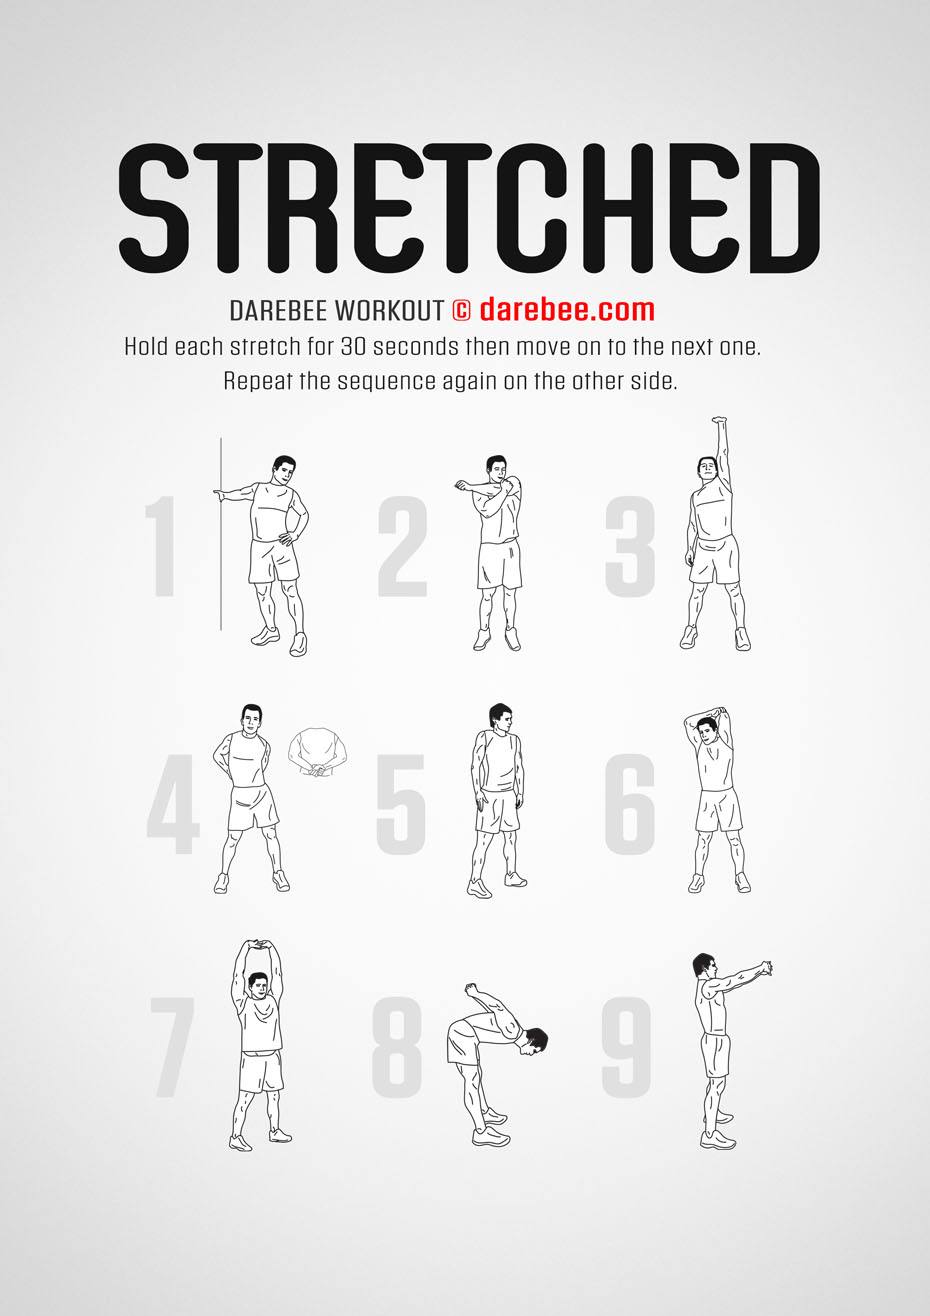 STRETCHED
DAREBEE WORKOUT © darebee.com
Hold each stretch for 30 seconds then move on to the next one.
Repeat the sequence again on the other side.
1 2 3
4 5 6
7 8 9